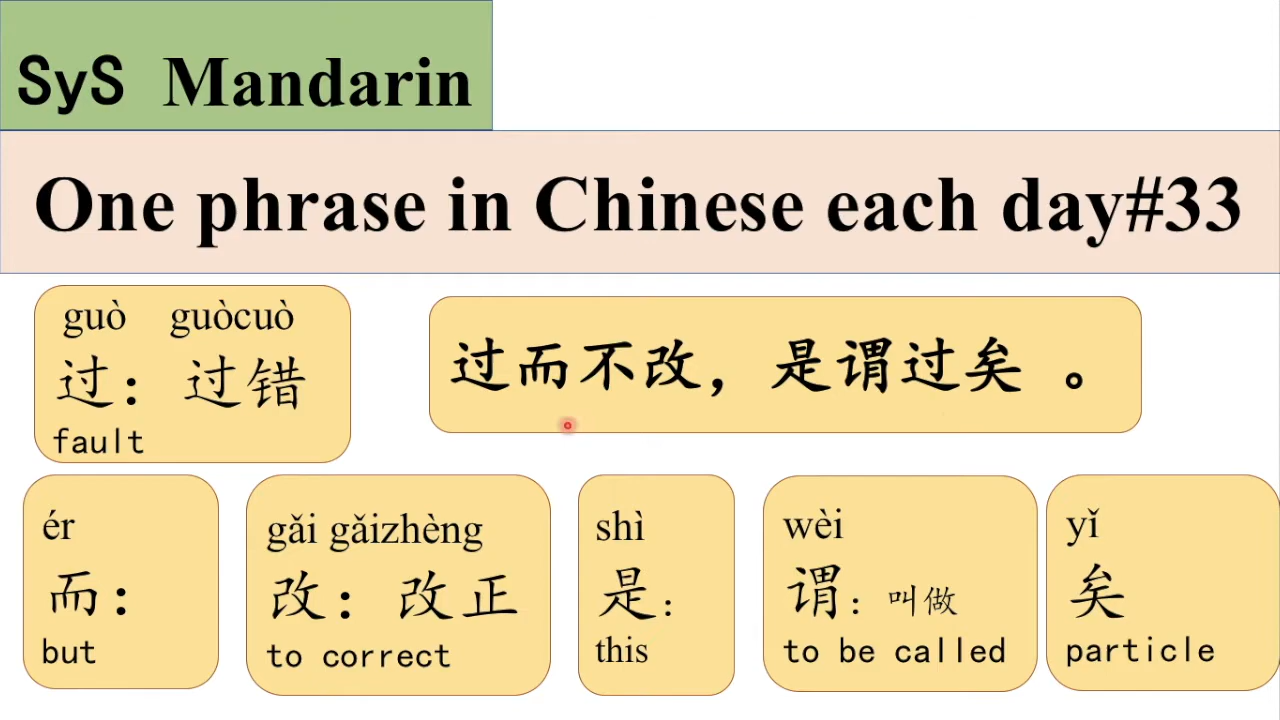 SyS Mandarin
One phrase in Chinese each day#33
guò guòcuò
过：过错
fault
过而不改，是谓过矣 。
ér
而：
but
gǎi gǎizhèng
改：改正
to correct
shì
是：
this
wèi
谓：叫做
to be called
yǐ
矣
particle